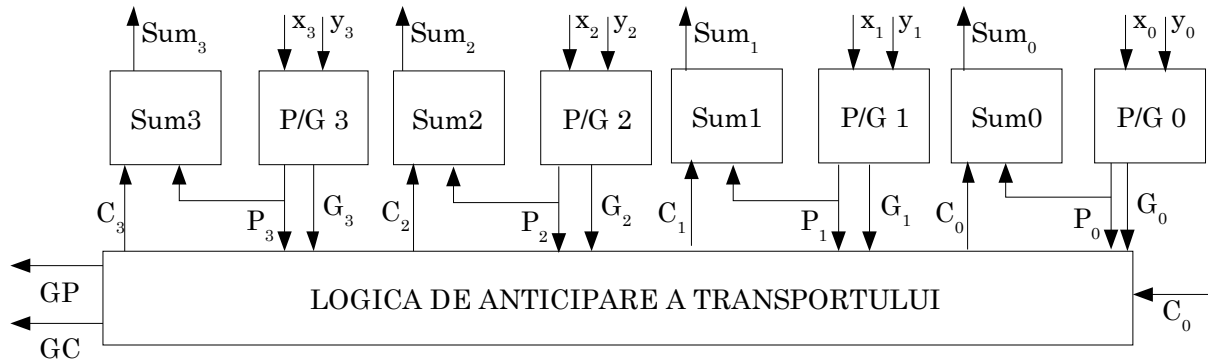 Sum₃ x₃ y₃ Sum₂ x₂ y₂ Sum₁ x₁ y₁ Sum₀ x₀ y₀
Sum3 P/G 3 Sum2 P/G 2 Sum1 P/G 1 Sum0 P/G 0
C₃ P₃ G₃ C₂ P₂ G₂ C₁ P₁ G₁ C₀ P₀ G₀
GP
LOGICA DE ANTICIPARE A TRANSPORTULUI
C₀
GC